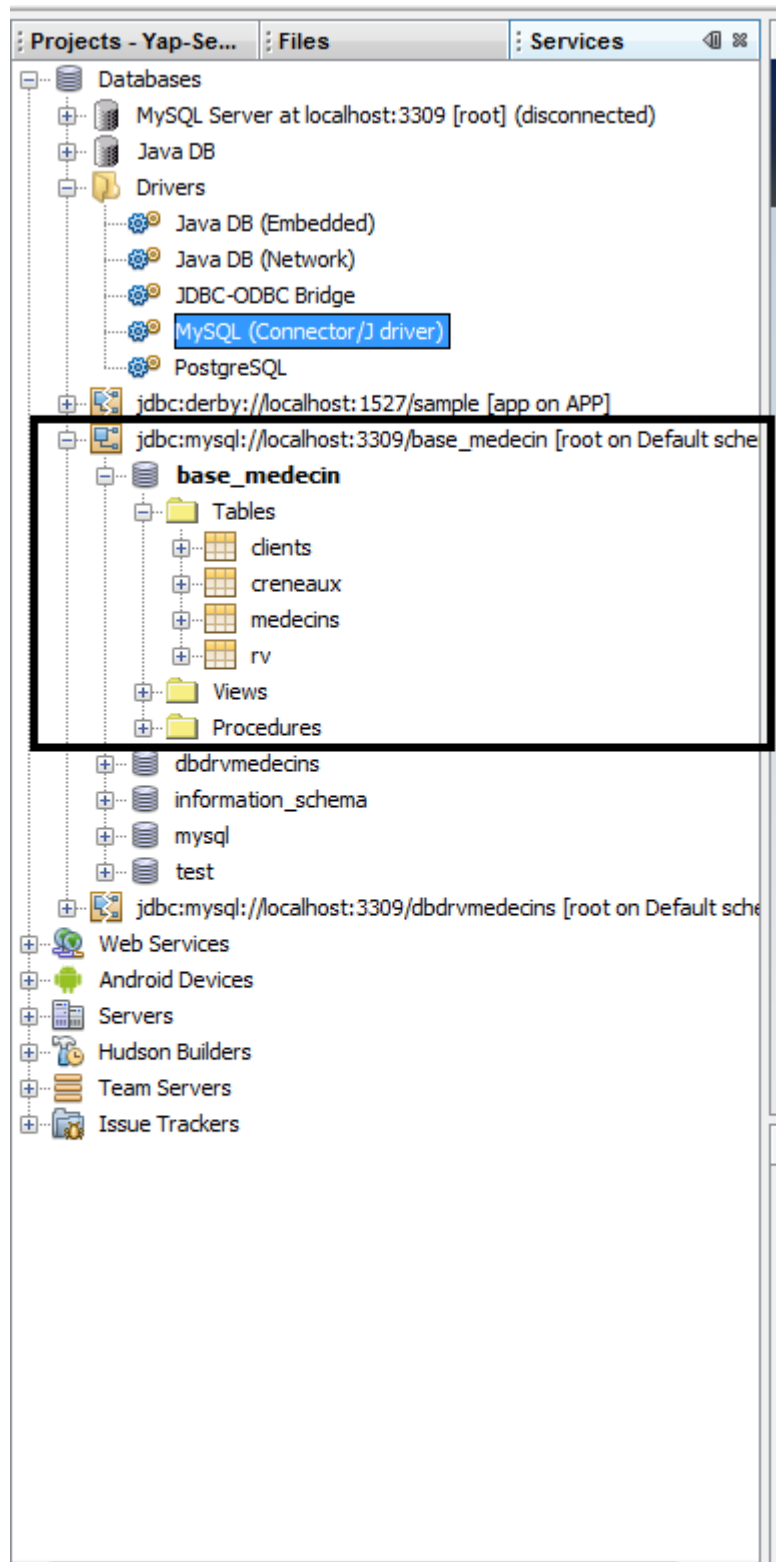 Projects - Yap-Se... Files Services
Databases
MySQL Server at localhost:3309 [root] (disconnected)
Java DB
Drivers
Java DB (Embedded)
Java DB (Network)
JDBC-ODBC Bridge
MySQL (Connector/J driver)
PostgreSQL
jdbc:derby://localhost:1527/sample [app on APP]
jdbc:mysql://localhost:3309/base_medecin [root on Default sche
base_medecin
Tables
clients
creneaux
medecins
rv
Views
Procedures
dbdrvmedecins
information_schema
mysql
test
jdbc:mysql://localhost:3309/dbdrvmedecins [root on Default sche
Web Services
Android Devices
Servers
Hudson Builders
Team Servers
Issue Trackers